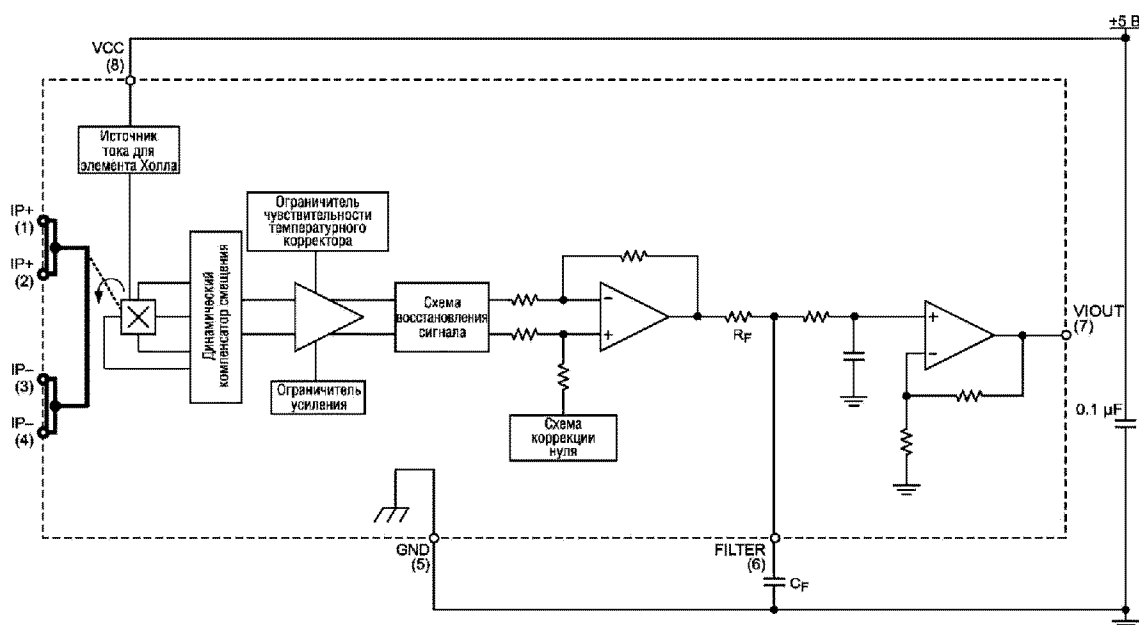 +5 В
VCC
(8)
Источник
тока для
элемента Холла
IP+
(1)
IP+
(2)
IP–
(3)
IP–
(4)
Динамический
компенсатор смещения
Ограничитель
чувствительности
температурного
корректора
Ограничитель
усиления
Схема
восстановления
сигнала
–
+
Схема
коррекции
нуля
RF
+
–
VIOUT
(7)
0.1 µF
GND
(5)
FILTER
(6)
CF